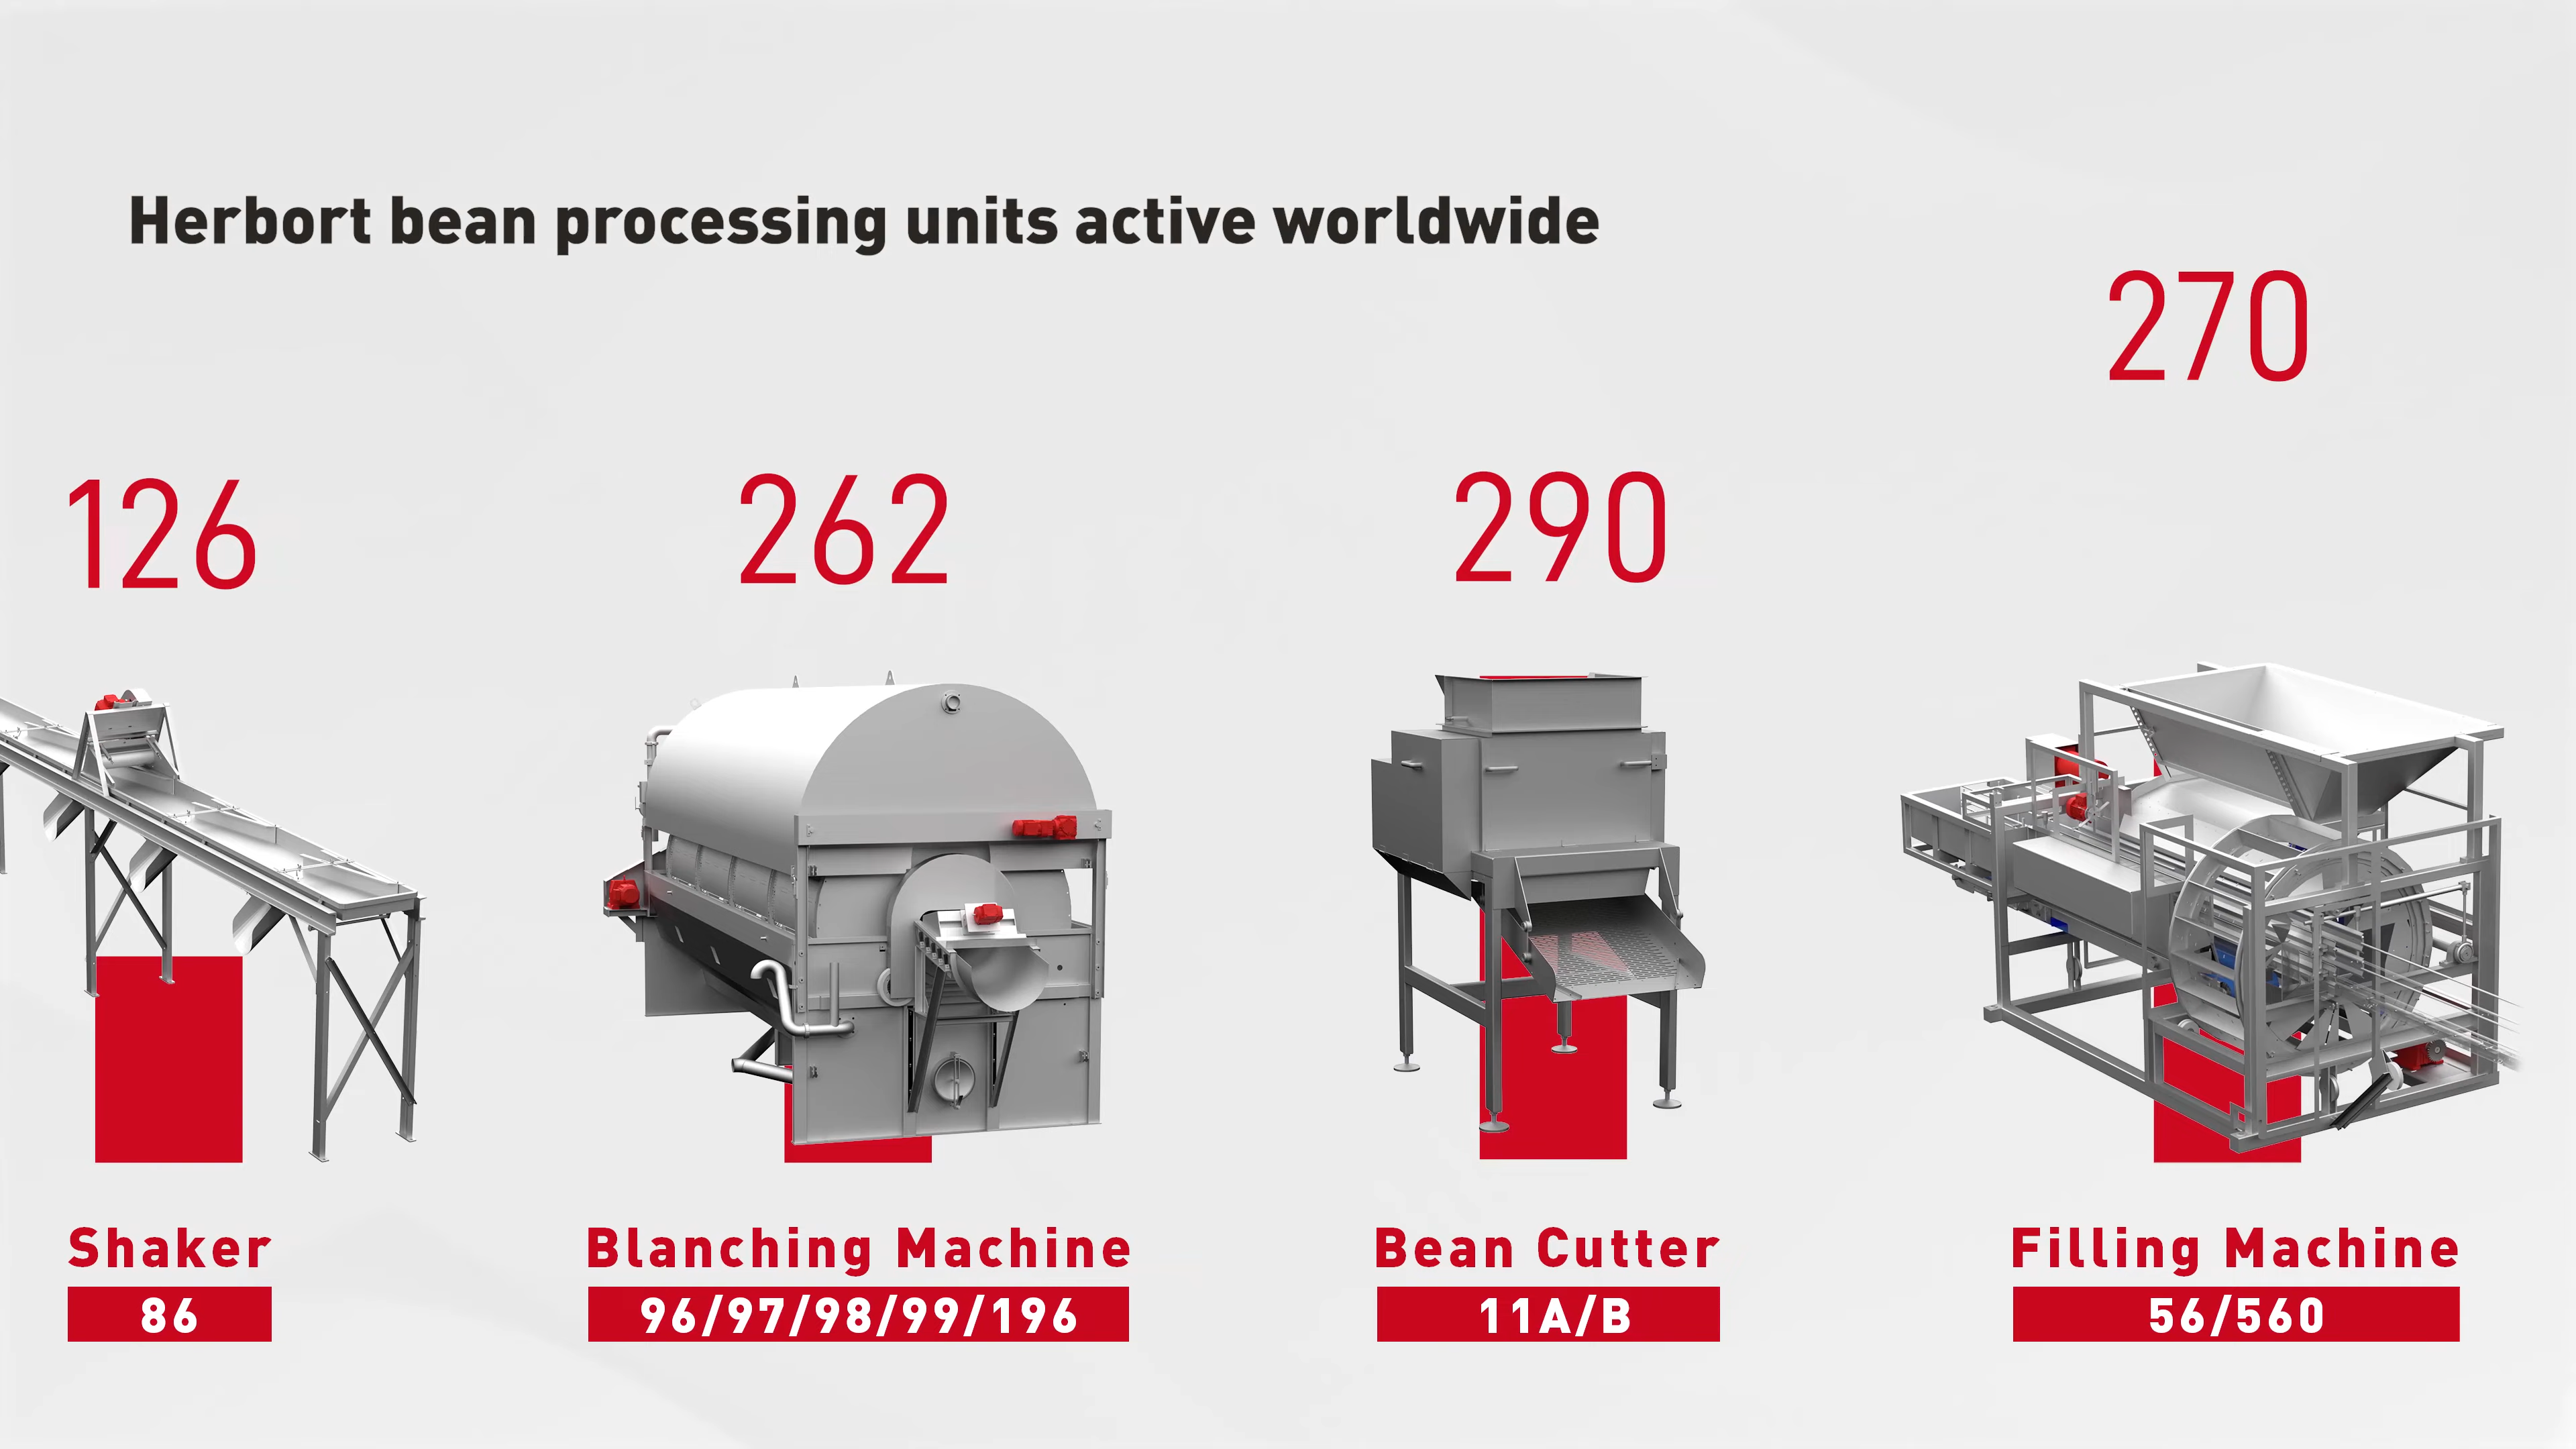 Herbort bean processing units active worldwide
126
262
290
270
Shaker
86
Blanching Machine
96/97/98/99/196
Bean Cutter
11A/B
Filling Machine
56/560